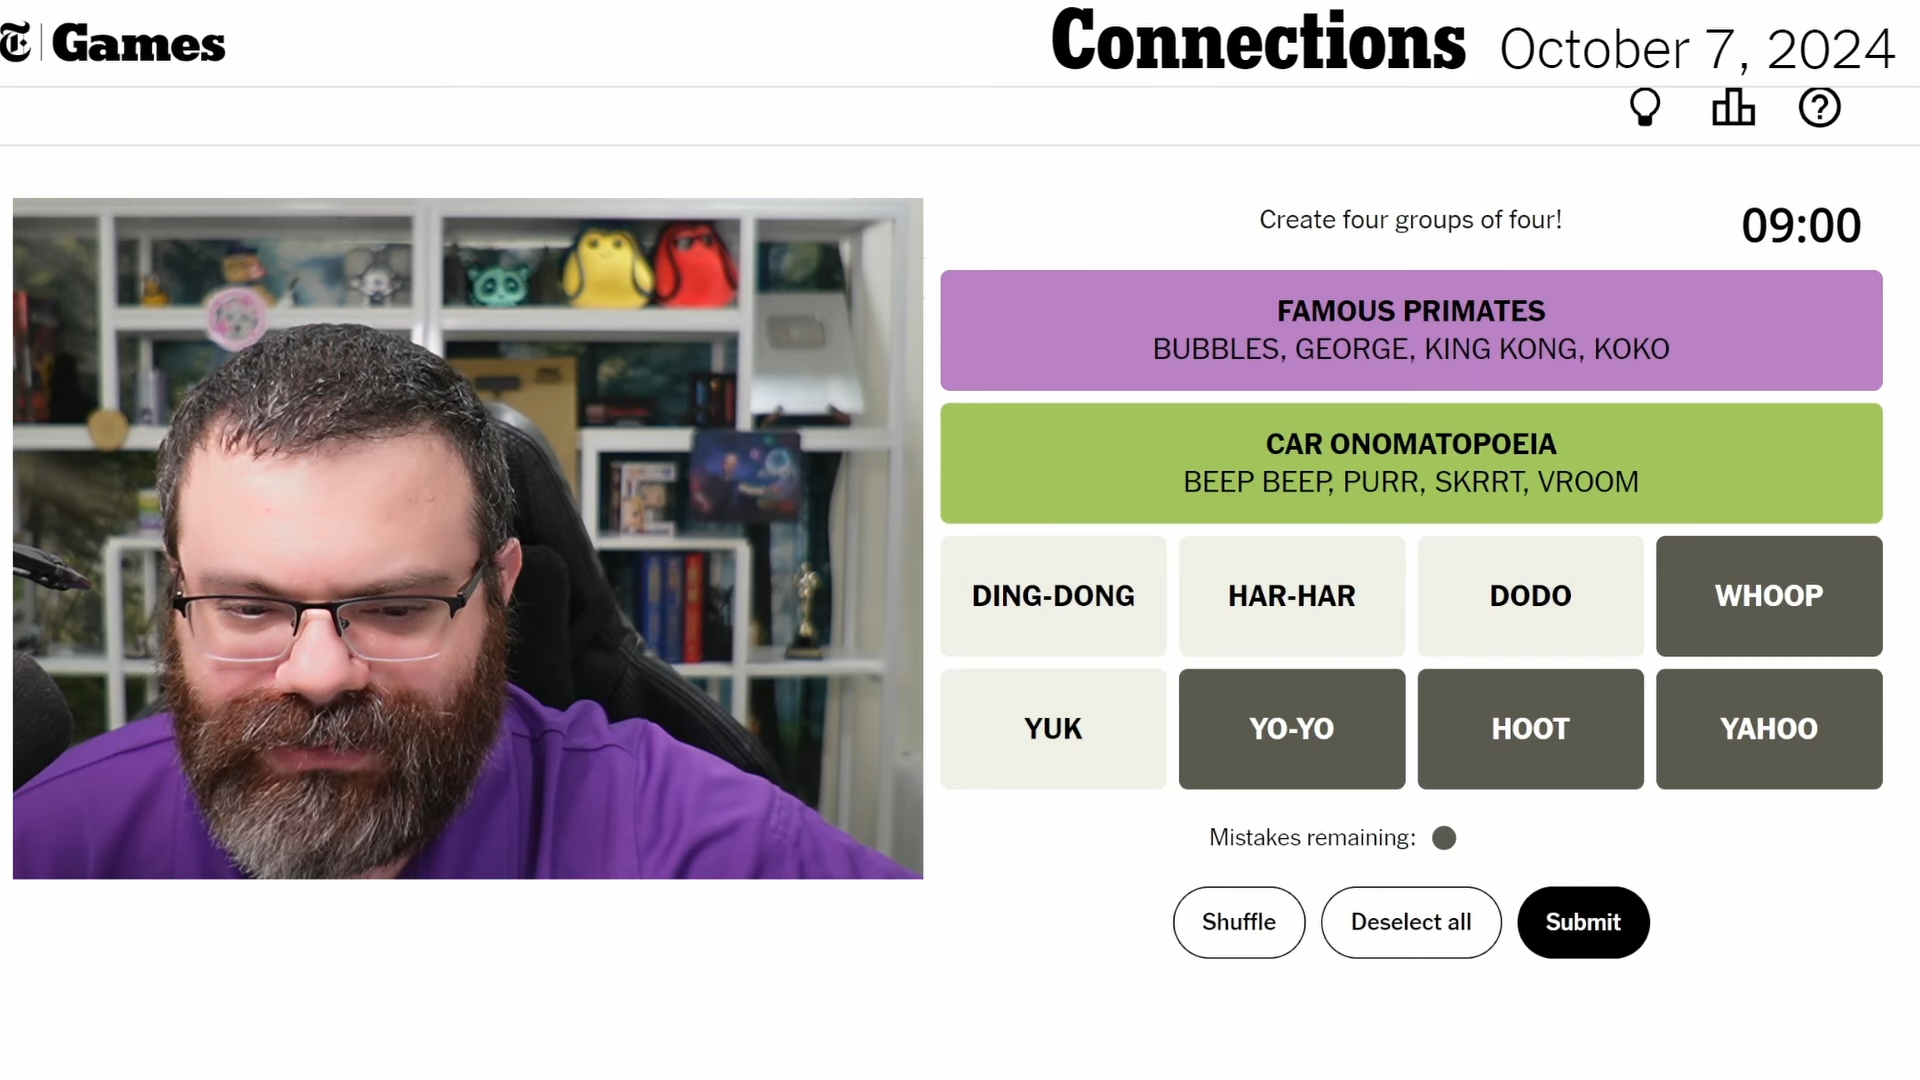 Games
Connections October 7, 2024
Create four groups of four!
09:00
FAMOUS PRIMATES
BUBBLES, GEORGE, KING KONG, KOKO
CAR ONOMATOPOEIA
BEEP BEEP, PURR, SKRRT, VROOM
DING-DONG HAR-HAR DODO WHOOP
YUK YO-YO HOOT YAHOO
Mistakes remaining:
Shuffle Deselect all Submit